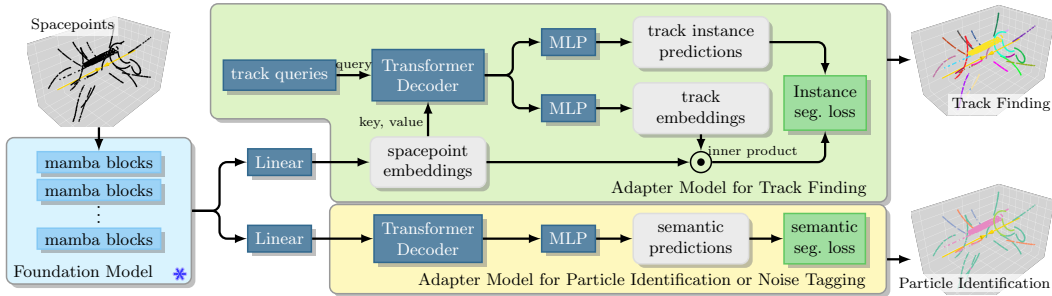 Spacepoints
mamba blocks
mamba blocks
⋮
mamba blocks
Foundation Model
*
Linear
Linear
track queries
query
Transformer
Decoder
key, value
spacepoint
embeddings
MLP
MLP
track instance
predictions
track
embeddings
inner product
Instance
seg. loss
Adapter Model for Track Finding
Transformer
Decoder
MLP
semantic
predictions
semantic
seg. loss
Adapter Model for Particle Identification or Noise Tagging
Track Finding
Particle Identification